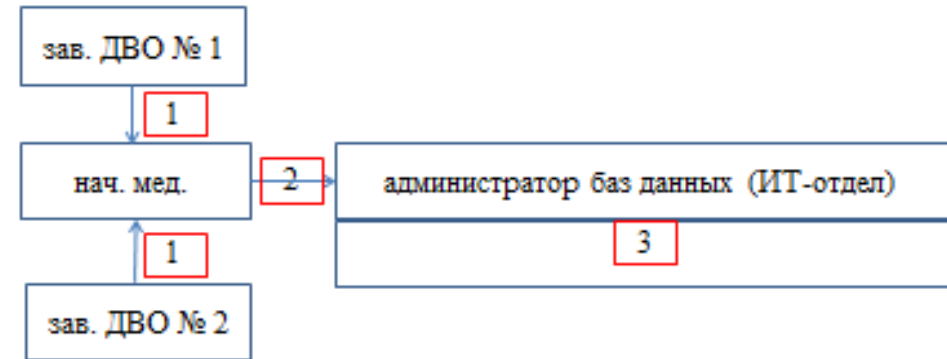 зав. ДВО № 1
1
нач. мед.
2
администратор баз данных (ИТ-отдел)
3
1
зав. ДВО № 2